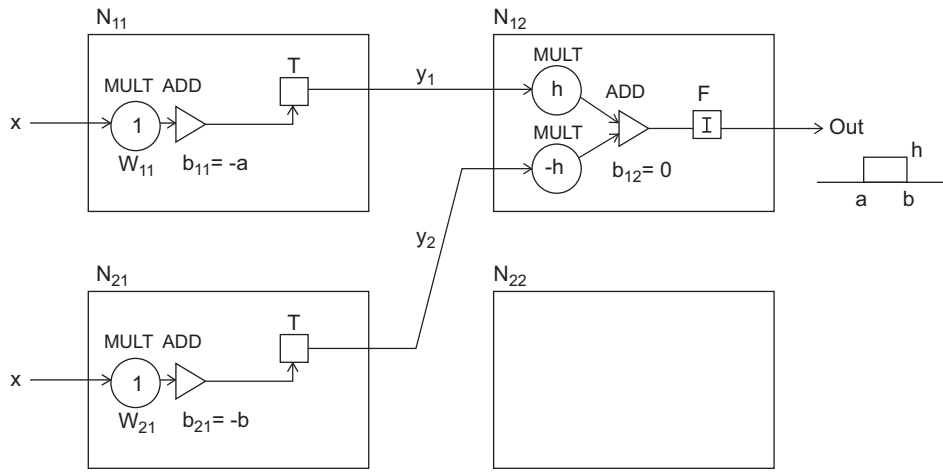 N11
T
MULT ADD
x
1
W11
b11= -a
y1
N12
MULT
h
ADD
MULT
-h
b12= 0
F
I
Out
h
a b
y2
N21
T
MULT ADD
x
1
W21
b21= -b
N22